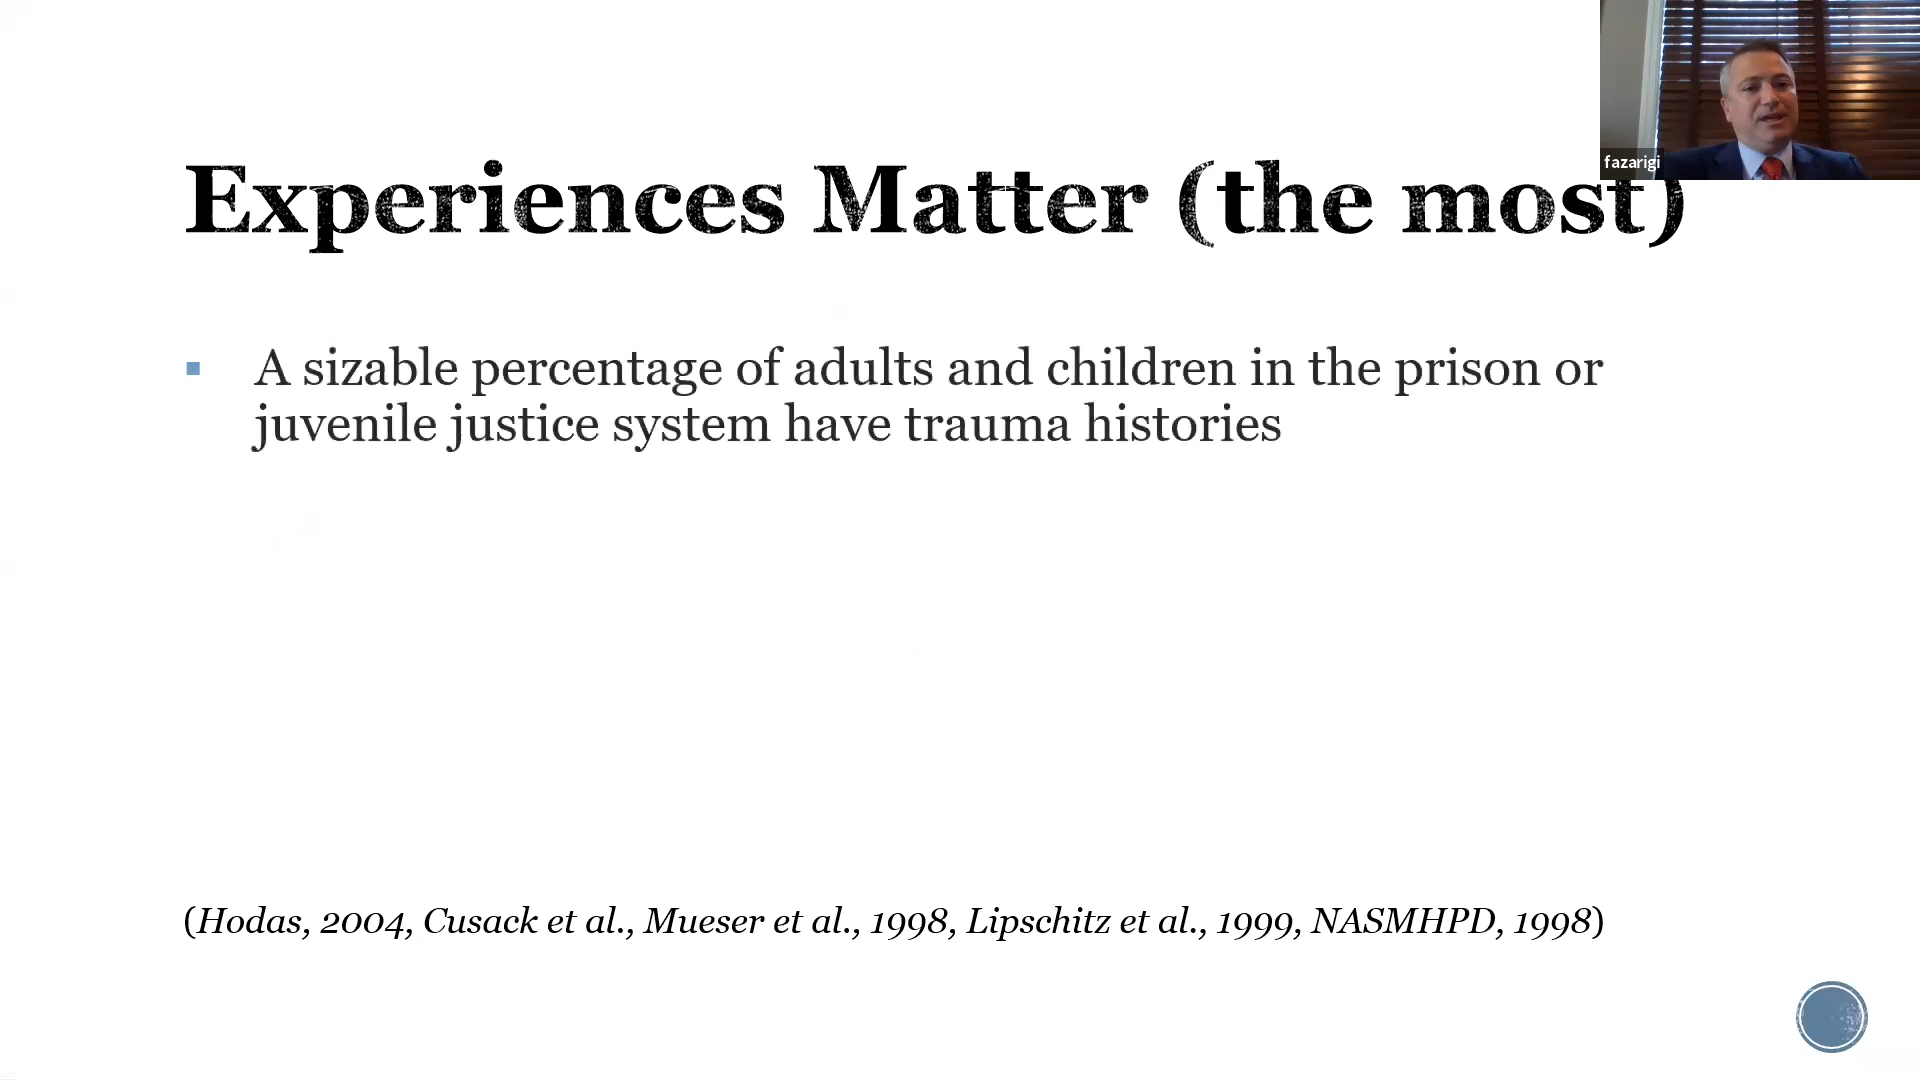 fazarigi
Experiences Matter (the most)
▪ A sizable percentage of adults and children in the prison or
juvenile justice system have trauma histories
(Hodas, 2004, Cusack et al., Mueser et al., 1998, Lipschitz et al., 1999, NASMHPD, 1998)